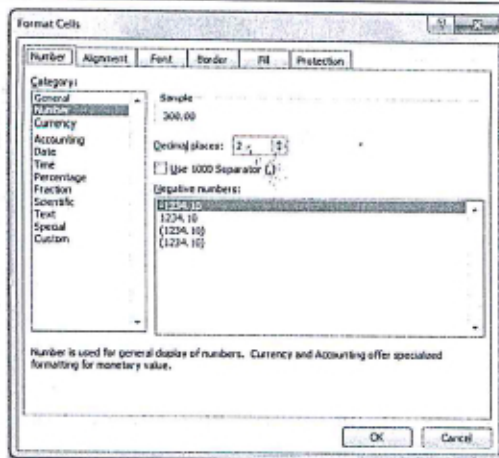 Format Cells
Number Alignment Font Border Fill Protection
Category:
General
Number
Currency
Accounting
Date
Time
Percentage
Fraction
Scientific
Text
Special
Custom
Sample
300.00
Decimal places: 2
Use 1000 Separator (,)
Negative numbers:
1234.10
(1234.10)
(1234.10)
Number is used for general display of numbers. Currency and Accounting offer specialized
formatting for monetary value.
OK Cancel